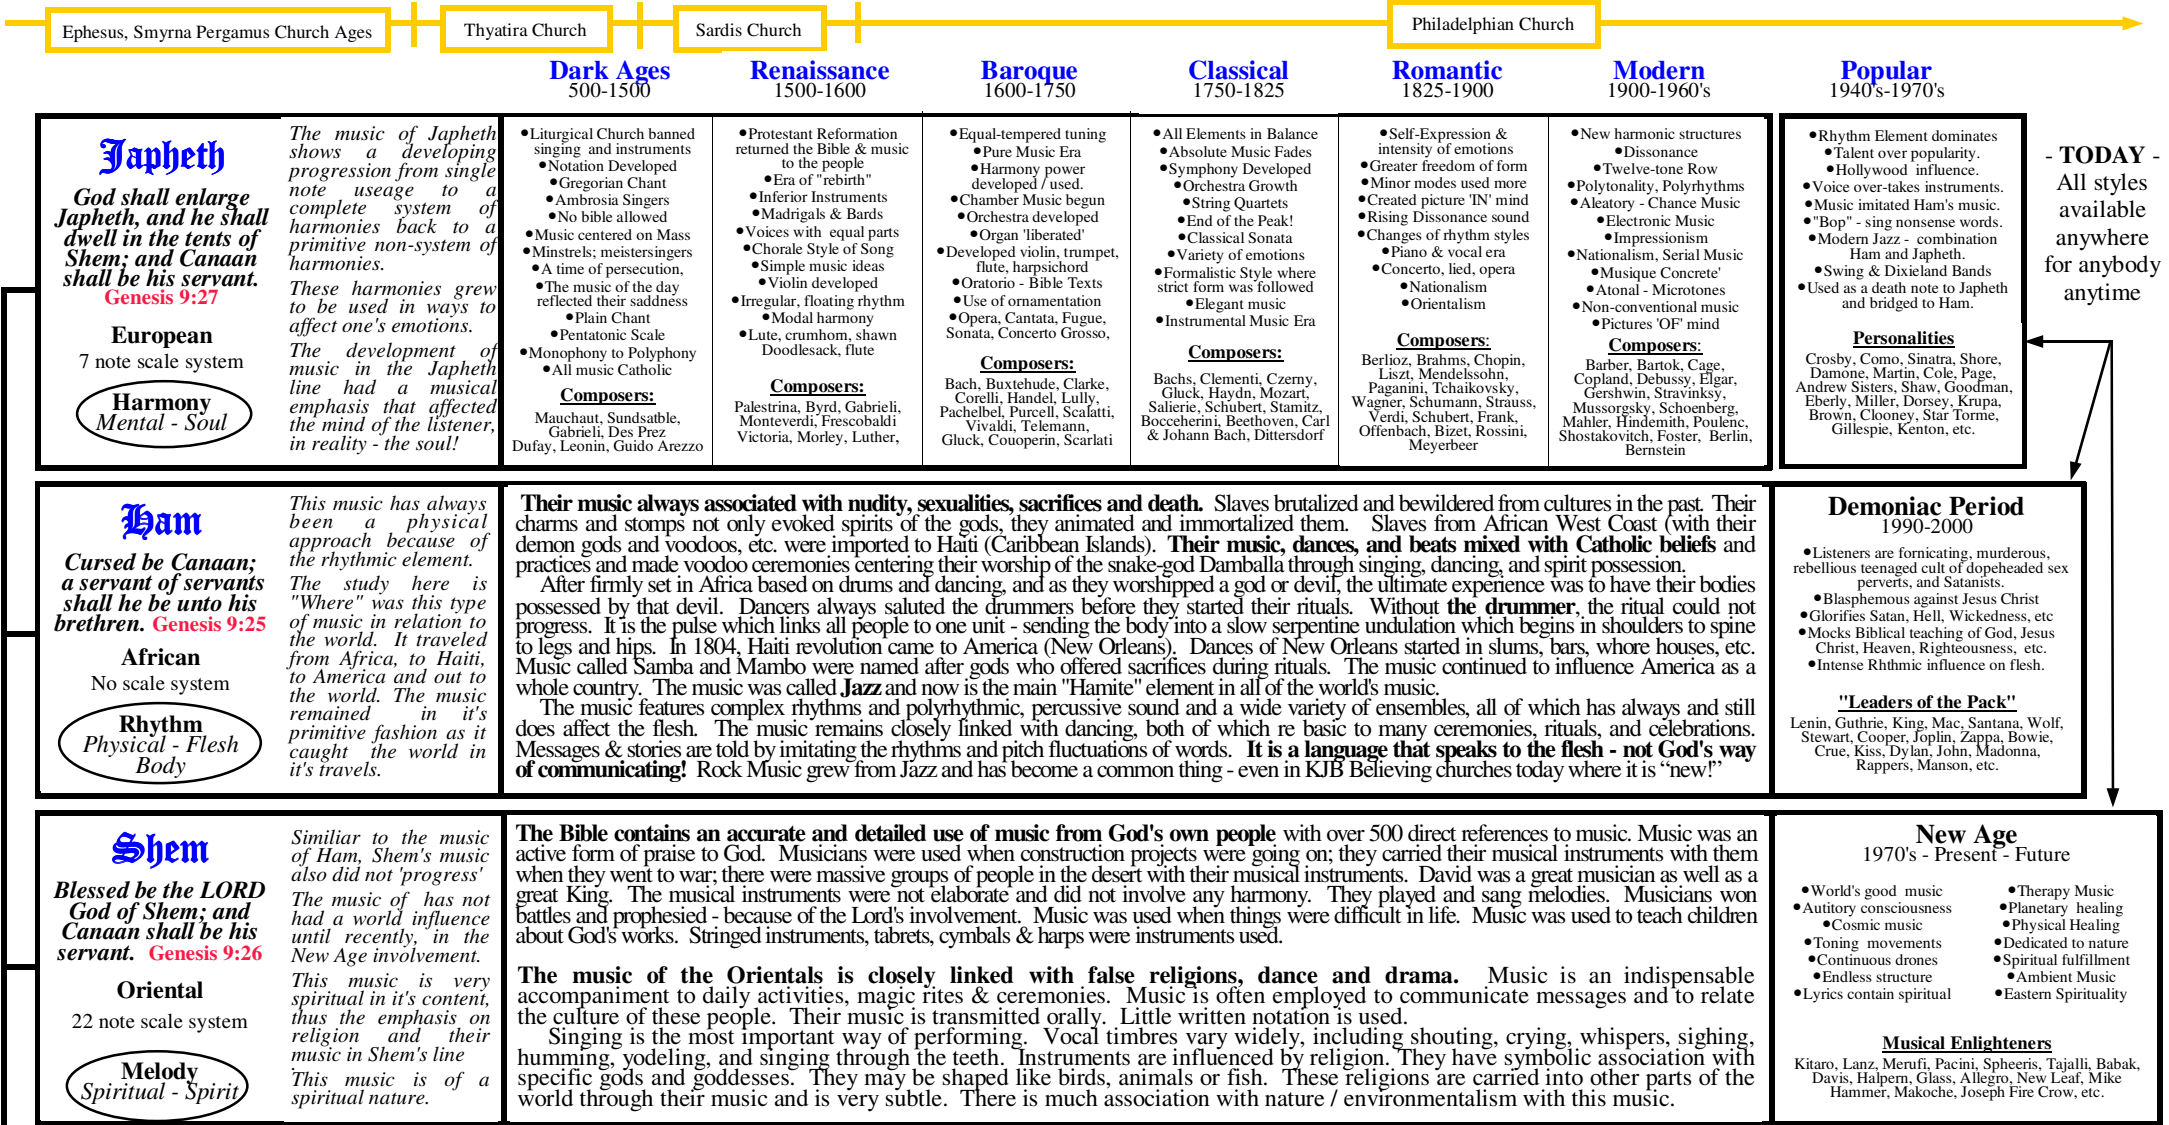 Ephesus, Smyrna Pergamus Church Ages
Thyatira Church
Sardis Church
Philadelphian Church
Dark Ages
500-1500
Renaissance
1500-1600
Baroque
1600-1750
Classical
1750-1825
Romantic
1825-1900
Modern
1900-1960's
Popular
1940's-1970's
Japheth
God shall enlarge
Japheth, and he shall
dwell in the tents of
Shem; and Canaan
shall be his servant.
Genesis 9:27
European
7 note scale system
Harmony
Mental - Soul
The music of Japheth
shows a developing
progression from single
note useage to a
complete system of
harmonies back to a
primitive non-system of
harmonies.
These harmonies grew
to be used in ways to
affect one's emotions.
The development of
music in the Japheth
line had a musical
emphasis that affected
the mind of the listener,
in reality - the soul!
●Liturgical Church banned
singing and instruments
●Notation Developed
●Gregorian Chant
●Ambrosia Singers
●No bible allowed
●Music centered on Mass
●Minstrels; meistersingers
●A time of persecution,
●The music of the day
reflected their saddness
●Plain Chant
●Pentatonic Scale
●Monophony to Polyphony
●All music Catholic
Composers:
Mauchaut, Sundsatble,
Gabrieli, Des Prez
Dufay, Leonin, Guido Arezzo
●Protestant Reformation
returned the Bible & music
to the people
●Era of "rebirth"
●Inferior Instruments
●Madrigals & Bards
●Voices with equal parts
●Chorale Style of Song
●Simple music ideas
●Violin developed
●Irregular, floating rhythm
●Modal harmony
●Lute, crumhorn, shawn
Doodlesack, flute
Composers:
Palestrina, Byrd, Gabrieli,
Monteverdi, Frescobaldi
Victoria, Morley, Luther,
●Equal-tempered tuning
●Pure Music Era
●Harmony power
developed / used.
●Chamber Music begun
●Orchestra developed
●Organ 'liberated'
●Developed violin, trumpet,
flute, harpsichord
●Oratorio - Bible Texts
●Use of ornamentation
●Opera, Cantata, Fugue,
Sonata, Concerto Grosso,
Composers:
Bach, Buxtehude, Clarke,
Corelli, Handel, Lully,
Pachelbel, Purcell, Scalatti,
Vivaldi, Telemann,
Gluck, Couoperin, Scarlati
●All Elements in Balance
●Absolute Music Fades
●Symphony Developed
●Orchestra Growth
●String Quartets
●End of the Peak!
●Classical Sonata
●Variety of emotions
●Formalistic Style where
strict form was followed
●Elegant music
●Instrumental Music Era
Composers:
Bachs, Clementi, Czerny,
Gluck, Haydn, Mozart,
Salierie, Schubert, Stamitz,
Bocceherini, Beethoven, Carl
& Johann Bach, Dittersdorf
●Self-Expression &
intensity of emotions
●Greater freedom of form
●Minor modes used more
●Created picture 'IN' mind
●Rising Dissonance sound
●Changes of rhythm styles
●Piano & vocal era
●Concerto, lied, opera
●Nationalism
●Orientalism
Composers:
Berlioz, Brahms, Chopin,
Liszt, Mendelssohn,
Paganini, Tchaikovsky,
Wagner, Schumann, Strauss,
Verdi, Schubert, Frank,
Offenbach, Bizet, Rossini,
Meyerbeer
●New harmonic structures
●Dissonance
●Twelve-tone Row
●Polytonality, Polyrhythms
●Aleatory - Chance Music
●Electronic Music
●Impressionism
●Nationalism, Serial Music
●Musique Concrete'
●Atonal - Microtones
●Non-conventional music
●Pictures 'OF' mind
Composers:
Barber, Bartok, Cage,
Copland, Debussy, Elgar,
Gershwin, Stravinksy,
Mussorgsky, Schoenberg,
Mahler, Hindemith, Poulenc,
Shostakovitch, Foster, Berlin,
Bernstein
●Rhythm Element dominates
●Talent over popularity.
●Hollywood influence.
●Voice over-takes instruments.
●Music imitated Ham's music.
●"Bop" - sing nonsense words.
●Modern Jazz - combination
Ham and Japheth.
●Swing & Dixieland Bands
●Used as a death note to Japheth
and bridged to Ham.
Personalities
Crosby, Como, Sinatra, Shore,
Damone, Martin, Cole, Page,
Andrew Sisters, Shaw, Goodman,
Eberly, Miller, Dorsey, Krupa,
Brown, Clooney, Star Torme,
Gillespie, Kenton, etc.
- TODAY -
All styles
available
anywhere
for anybody
anytime
Ham
Cursed be Canaan;
a servant of servants
shall he be unto his
brethren. Genesis 9:25
African
No scale system
Rhythm
Physical - Flesh
Body
This music has always
been a physical
approach because of
the rhythmic element.
The study here is
"Where" was this type
of music in relation to
the world. It traveled
from Africa, to Haiti,
to America and out to
the world. The music
remained in it's
primitive fashion as it
caught the world in
it's travels.
Their music always associated with nudity, sexualities, sacrifices and death. Slaves brutalized and bewildered from cultures in the past. Their
charms and stomps not only evoked spirits of the gods, they animated and immortalized them. Slaves from African West Coast (with their
demon gods and voodoos, etc. were imported to Haiti (Caribbean Islands). Their music, dances, and beats mixed with Catholic beliefs and
practices and made voodoo ceremonies centering their worship of the snake-god Damballa through singing, dancing, and spirit possession.
After firmly set in Africa based on drums and dancing, and as they worshipped a god or devil, the ultimate experience was to have their bodies
possessed by that devil. Dancers always saluted the drummers before they started their rituals. Without the drummer, the ritual could not
progress. It is the pulse which links all people to one unit - sending the body into a slow serpentine undulation which begins in shoulders to spine
to legs and hips. In 1804, Haiti revolution came to America (New Orleans). Dances of New Orleans started in slums, bars, whore houses, etc.
Music called Samba and Mambo were named after gods who offered sacrifices during rituals. The music continued to influence America as a
whole country. The music was called Jazz and now is the main "Hamite" element in all of the world's music.
The music features complex rhythms and polyrhythmic, percussive sound and a wide variety of ensembles, all of which has always and still
does affect the flesh. The music remains closely linked with dancing, both of which re basic to many ceremonies, rituals, and celebrations.
Messages & stories are told by imitating the rhythms and pitch fluctuations of words. It is a language that speaks to the flesh - not God's way
of communicating! Rock Music grew from Jazz and has become a common thing - even in KJB Believing churches today where it is “new!”
Demoniac Period
1990-2000
●Listeners are fornicating, murderous,
rebellious teenaged cult of dopeheaded sex
perverts, and Satanists.
●Blasphemous against Jesus Christ
●Glorifies Satan, Hell, Wickedness, etc
●Mocks Biblical teaching of God, Jesus
Christ, Heaven, Righteousness, etc.
●Intense Rhthmic influence on flesh.
"Leaders of the Pack"
Lenin, Guthrie, King, Mac, Santana, Wolf,
Stewart, Cooper, Joplin, Zappa, Bowie,
Crue, Kiss, Dylan, John, Madonna,
Rappers, Manson, etc.
Shem
Blessed be the LORD
God of Shem; and
Canaan shall be his
servant. Genesis 9:26
Oriental
22 note scale system
Melody
Spiritual - Spirit
Similiar to the music
of Ham, Shem's music
also did not 'progress'
The music of has not
had a world influence
until recently, in the
New Age involvement.
This music is very
spiritual in it's content,
thus the emphasis on
religion and their
music in Shem's line
.
This music is of a
spiritual nature.
The Bible contains an accurate and detailed use of music from God's own people with over 500 direct references to music. Music was an
active form of praise to God. Musicians were used when construction projects were going on; they carried their musical instruments with them
when they went to war; there were massive groups of people in the desert with their musical instruments. David was a great musician as well as a
great King. The musical instruments were not elaborate and did not involve any harmony. They played and sang melodies. Musicians won
battles and prophesied - because of the Lord's involvement. Music was used when things were difficult in life. Music was used to teach children
about God's works. Stringed instruments, tabrets, cymbals & harps were instruments used.
The music of the Orientals is closely linked with false religions, dance and drama. Music is an indispensable
accompaniment to daily activities, magic rites & ceremonies. Music is often employed to communicate messages and to relate
the culture of these people. Their music is transmitted orally. Little written notation is used.
Singing is the most important way of performing. Vocal timbres vary widely, including shouting, crying, whispers, sighing,
humming, yodeling, and singing through the teeth. Instruments are influenced by religion. They have symbolic association with
specific gods and goddesses. They may be shaped like birds, animals or fish. These religions are carried into other parts of the
world through their music and is very subtle. There is much association with nature / environmentalism with this music.
New Age
1970's - Present - Future
●World's good music
●Autitory consciousness
●Cosmic music
●Toning movements
●Continuous drones
●Endless structure
●Lyrics contain spiritual
●Therapy Music
●Planetary healing
●Physical Healing
●Dedicated to nature
●Spiritual fulfillment
●Ambient Music
●Eastern Spirituality
Musical Enlighteners
Kitaro, Lanz, Merufi, Pacini, Spheeris, Tajalli, Babak,
Davis, Halpern, Glass, Allegro, New Leaf, Mike
Hammer, Makoche, Joseph Fire Crow, etc.